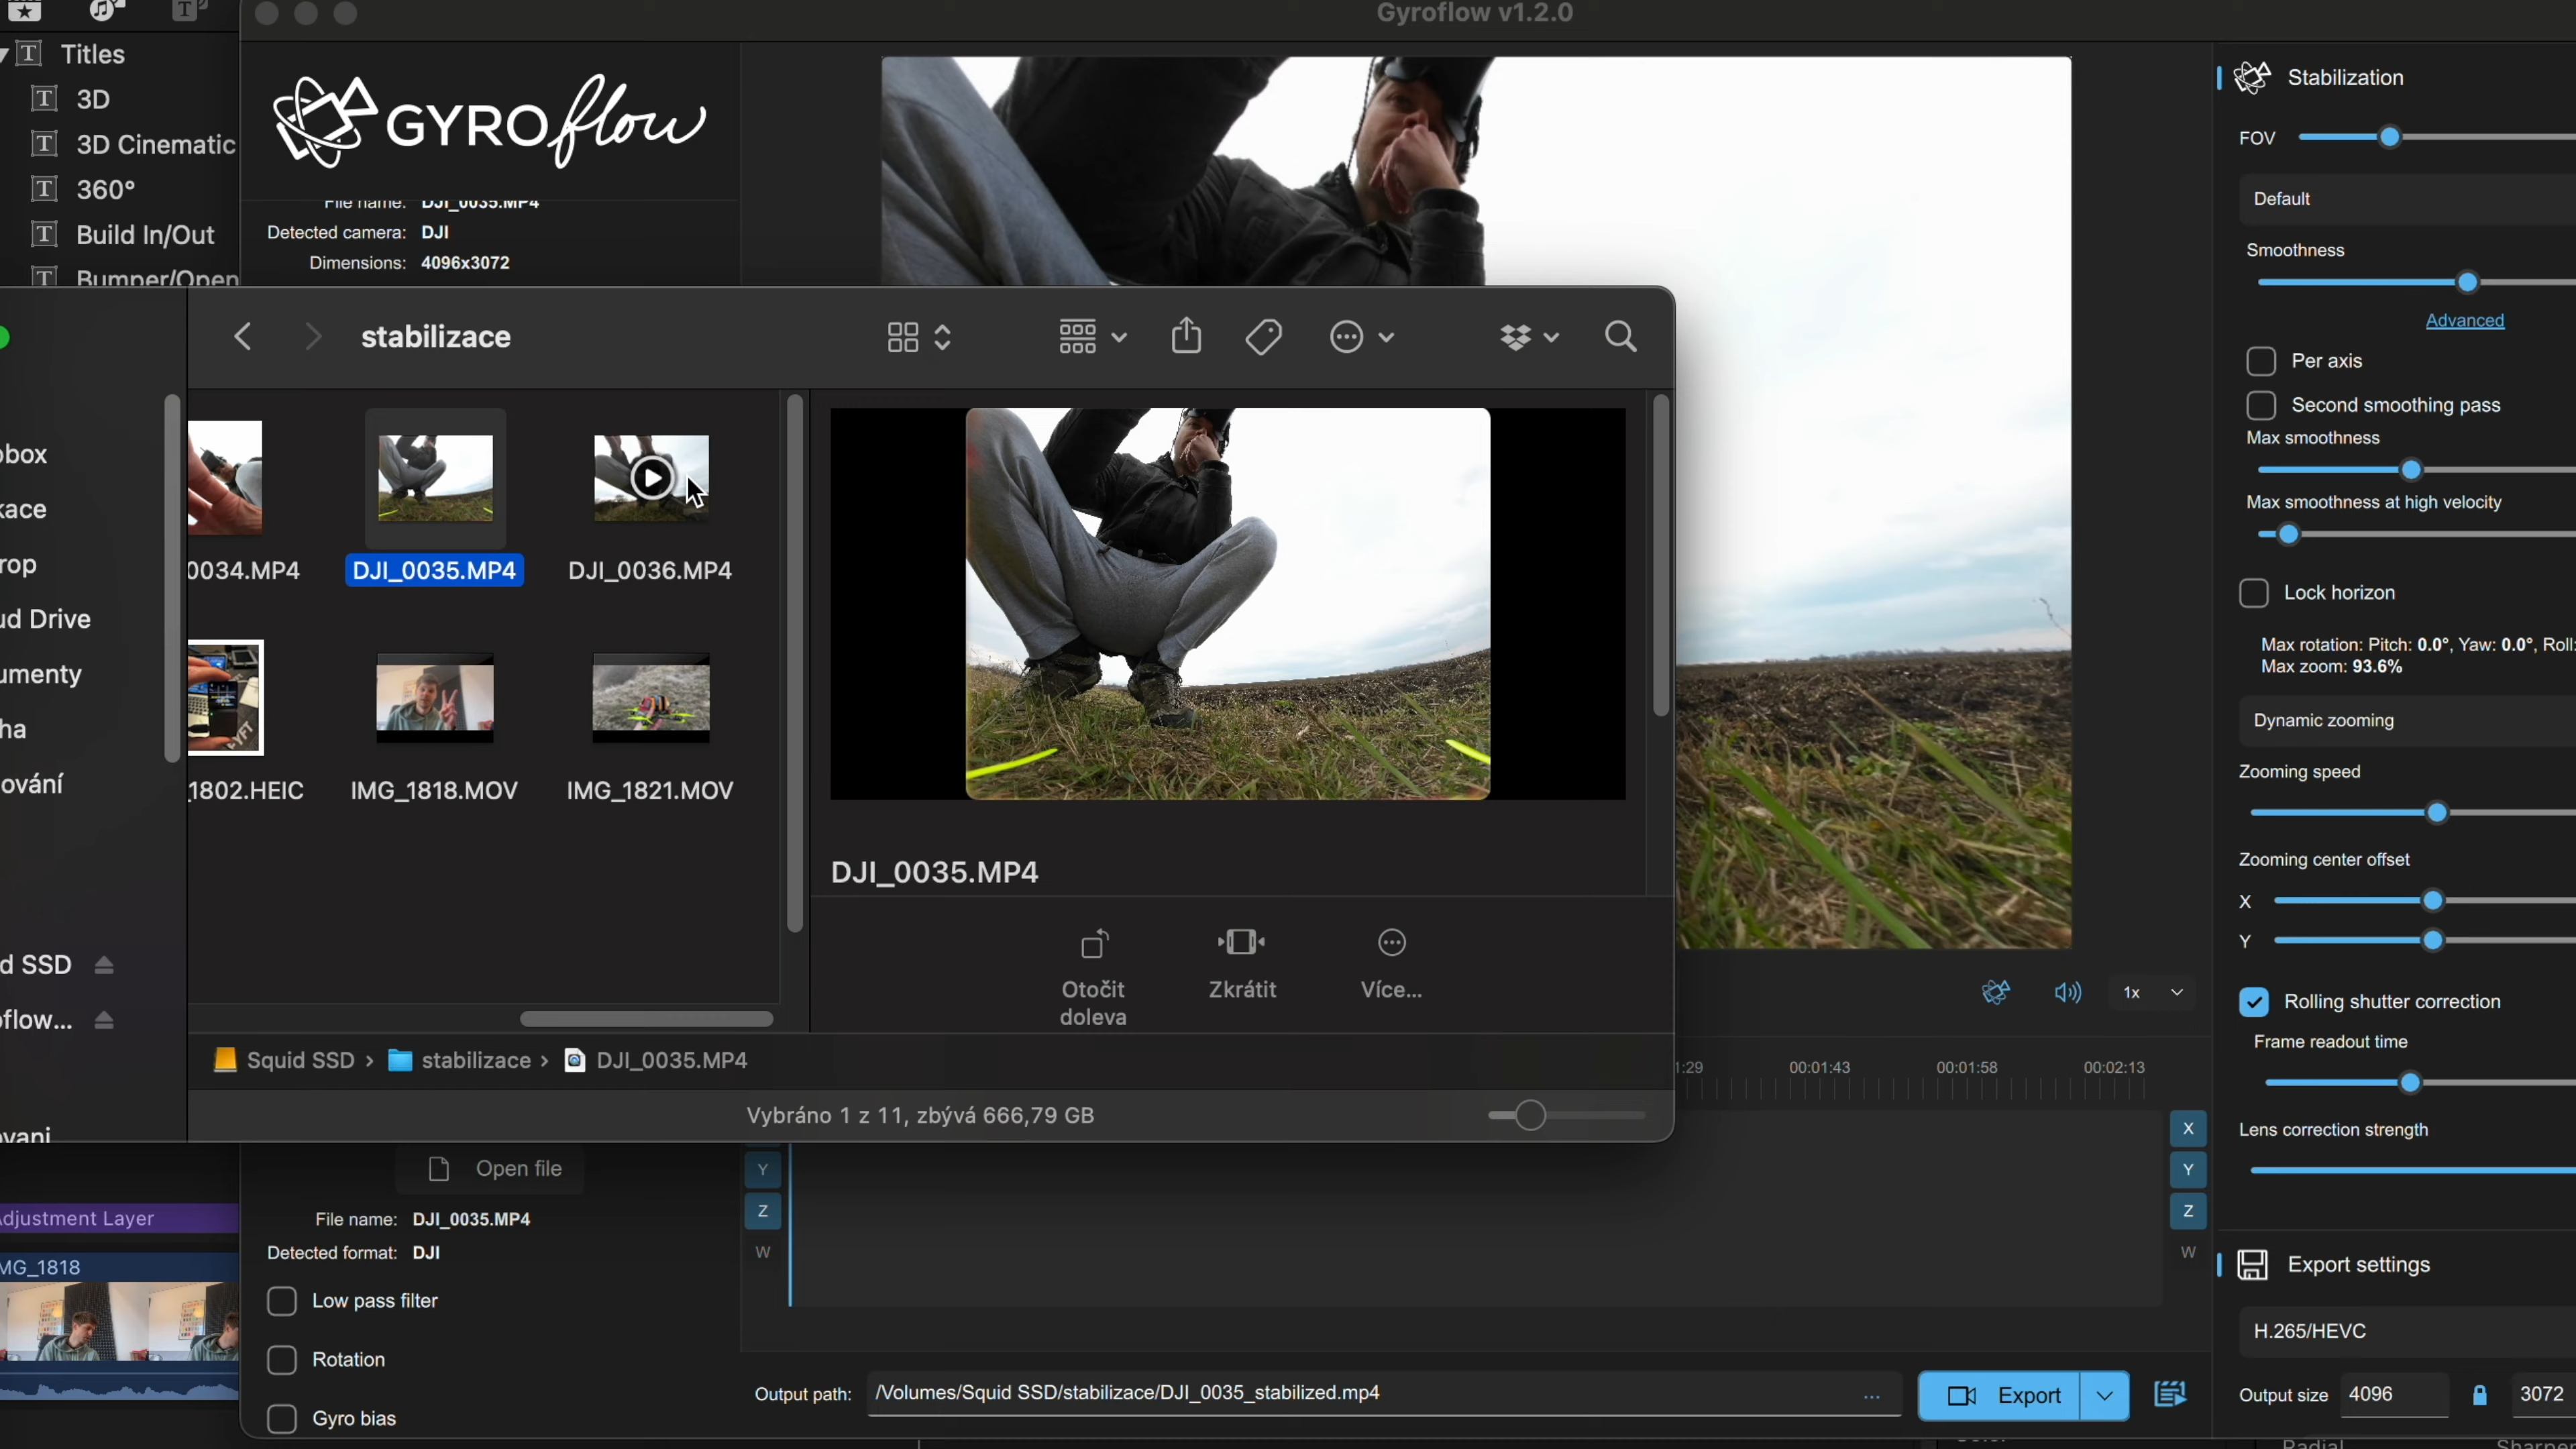 Gyroflow v1.2.0
Titles
3D
3D Cinematic
360°
Build In/Out
Bumper/Open
GYROflow
File name: DJI_0035.MP4
Detected camera: DJI
Dimensions: 4096x3072
Stabilization
FOV
Default
Smoothness
Advanced
Per axis
Second smoothing pass
Max smoothness
Max smoothness at high velocity
Lock horizon
Max rotation: Pitch: 0.0°, Yaw: 0.0°, Roll:
Max zoom: 93.6%
Dynamic zooming
Zooming speed
Zooming center offset
X
Y
Rolling shutter correction
Frame readout time
Lens correction strength
Export settings
H.265/HEVC
Output size 4096 3072
stabilizace
box
kace
rop
ud Drive
umenty
ha
ování
d SSD
flow...
vani
0034.MP4
DJI_0035.MP4
DJI_0036.MP4
1802.HEIC
IMG_1818.MOV
IMG_1821.MOV
DJI_0035.MP4
Otočit
doleva
Zkrátit
Více...
Squid SSD › stabilizace › DJI_0035.MP4
Vybráno 1 z 11, zbývá 666,79 GB
1x
1:29 00:01:43 00:01:58 00:02:13
X
Y
Z
W
Y
Z
W
Open file
File name: DJI_0035.MP4
Detected format: DJI
Low pass filter
Rotation
Gyro bias
djustment Layer
MG_1818
Output path: /Volumes/Squid SSD/stabilizace/DJI_0035_stabilized.mp4 ...
Export